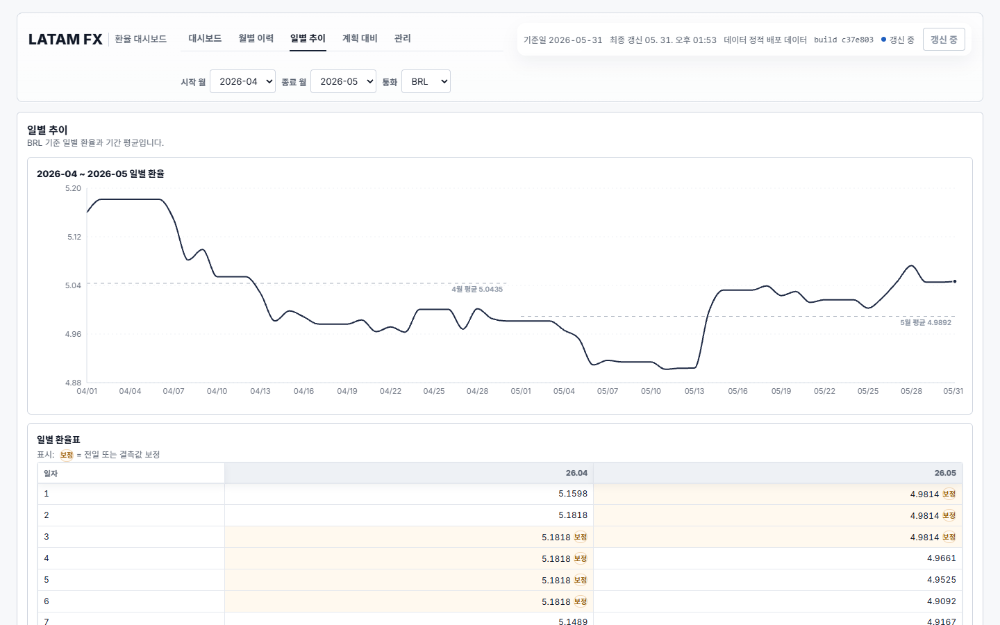 LATAM FX 환율 대시보드 대시보드 월별 이력 일별 추이 계획 대비 관리
기준일 2026-05-31 최종 갱신 05. 31. 오후 01:53 데이터 정적 배포 데이터 build c37e803 갱신 중 갱신 중
시작 월 2026-04 종료 월 2026-05 통화 BRL
일별 추이
BRL 기준 일별 환율과 기간 평균입니다.
2026-04 ~ 2026-05 일별 환율
5.20
5.12
5.04
4.96
4.88
4월 평균 5.0435
5월 평균 4.9892
04/01 04/04 04/07 04/10 04/13 04/16 04/19 04/22 04/25 04/28 05/01 05/04 05/07 05/10 05/13 05/16 05/19 05/22 05/25 05/28 05/31
일별 환율표
표시: 보정 = 전일 또는 결측값 보정
일자 26.04 26.05
1 5.1598 4.9814 보정
2 5.1818 4.9814 보정
3 5.1818 보정 4.9814 보정
4 5.1818 보정 4.9661
5 5.1818 보정 4.9525
6 5.1818 보정 4.9092
7 5.1489 4.9167